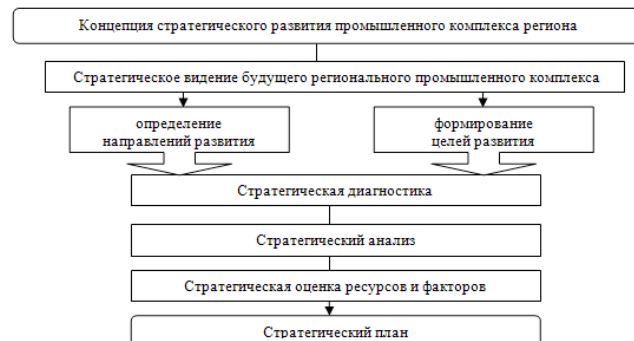 Концепция стратегического развития промышленного комплекса региона
Стратегическое видение будущего регионального промышленного комплекса
определение
направлений развития
формирование
целей развития
Стратегическая диагностика
Стратегический анализ
Стратегическая оценка ресурсов и факторов
Стратегический план